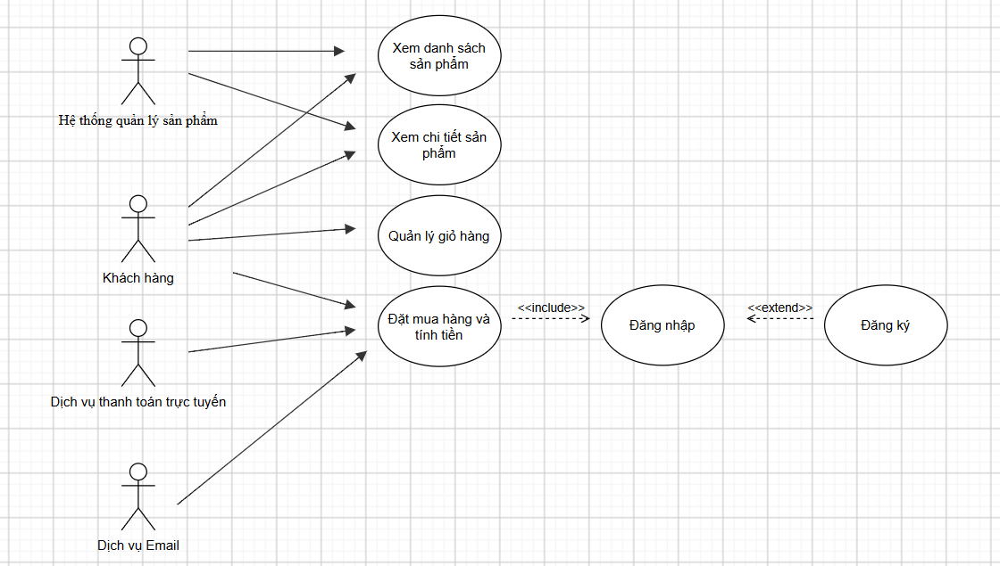 Xem danh sách
sản phẩm
Hệ thống quản lý sản phẩm
Xem chi tiết sản
phẩm
Khách hàng
Quản lý giỏ hàng
Đặt mua hàng và
tính tiền
<<include>>
Đăng nhập
<<extend>>
Đăng ký
Dịch vụ thanh toán trực tuyến
Dịch vụ Email